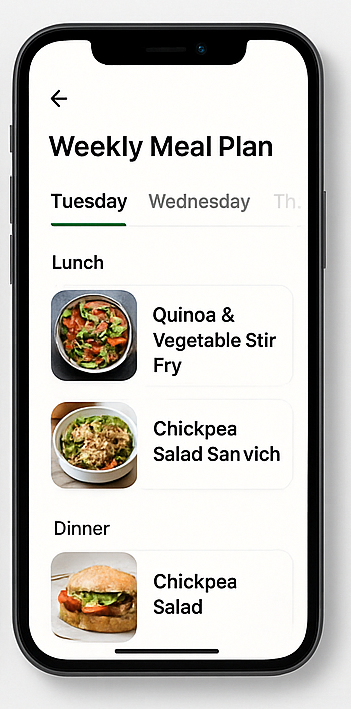 Weekly Meal Plan
Tuesday Wednesday Th.
Lunch
Quinoa &
Vegetable Stir
Fry
Chickpea
Salad San vich
Dinner
Chickpea
Salad